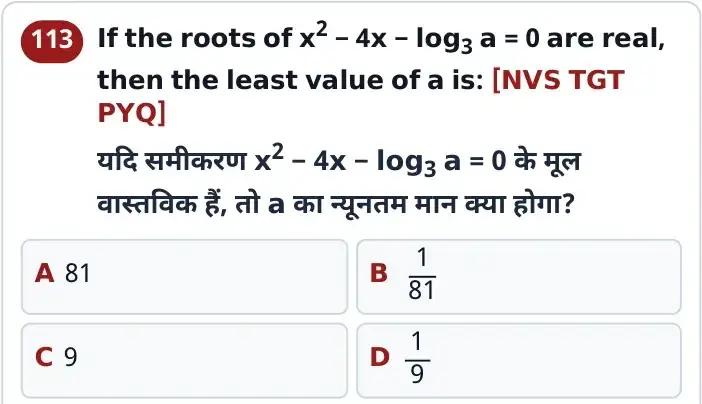 113 If the roots of x² – 4x – log₃ a = 0 are real,
then the least value of a is: [NVS TGT
PYQ]
यदि समीकरण x² – 4x – log₃ a = 0 के मूल
वास्तविक हैं, तो a का न्यूनतम मान क्या होगा?
A 81
B 1/81
C 9
D 1/9